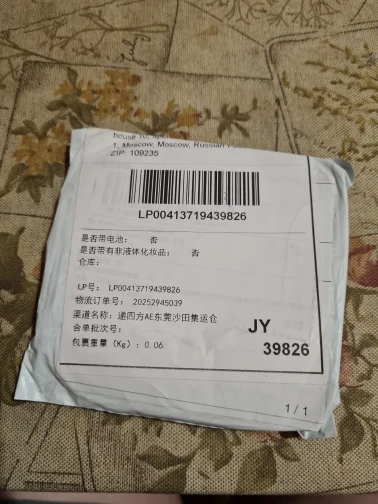 house 10,
1, Moscow, Moscow, Russian
ZIP: 109235
LP00413719439826
是否带电池： 否
是否带有非液体化妆品： 否
仓库：
LP号： LP00413719439826
物流订单号： 20252945039
渠道名称： 递四方AE东莞沙田集运仓
合单批次号：
包裹重量（Kg）：0.06
JY
39826
1 / 1